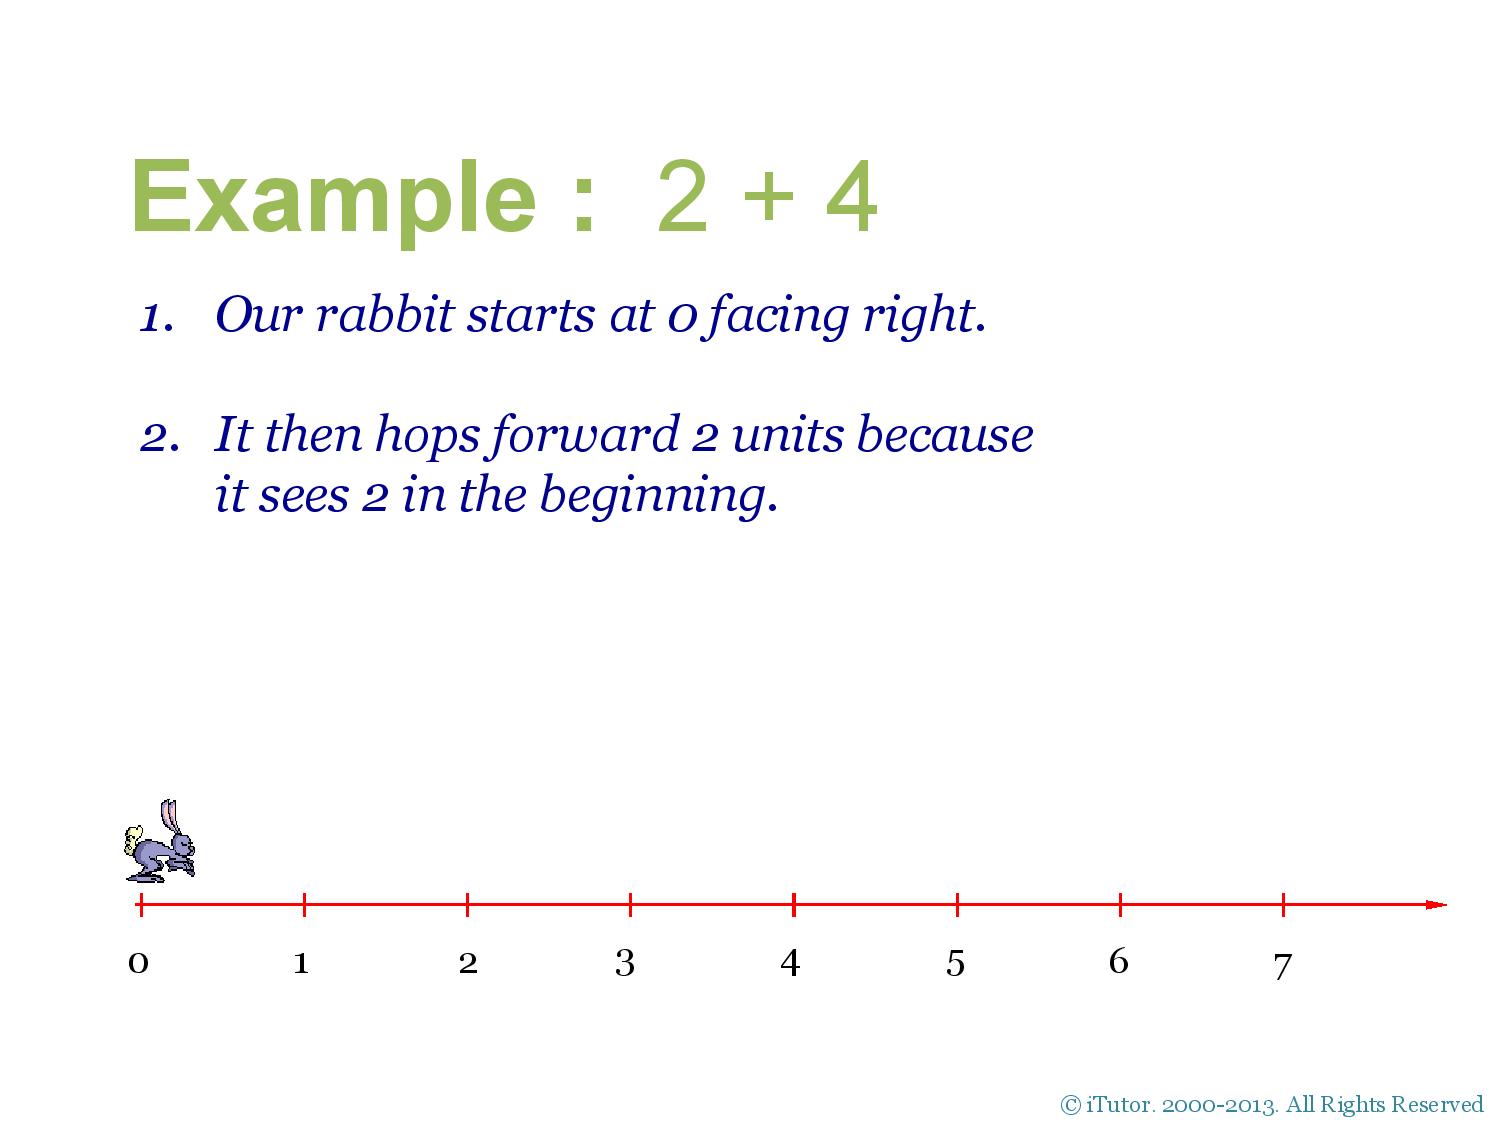 Example : 2 + 4
1. Our rabbit starts at 0 facing right.
2. It then hops forward 2 units because
it sees 2 in the beginning.
0 1 2 3 4 5 6 7
© iTutor. 2000-2013. All Rights Reserved